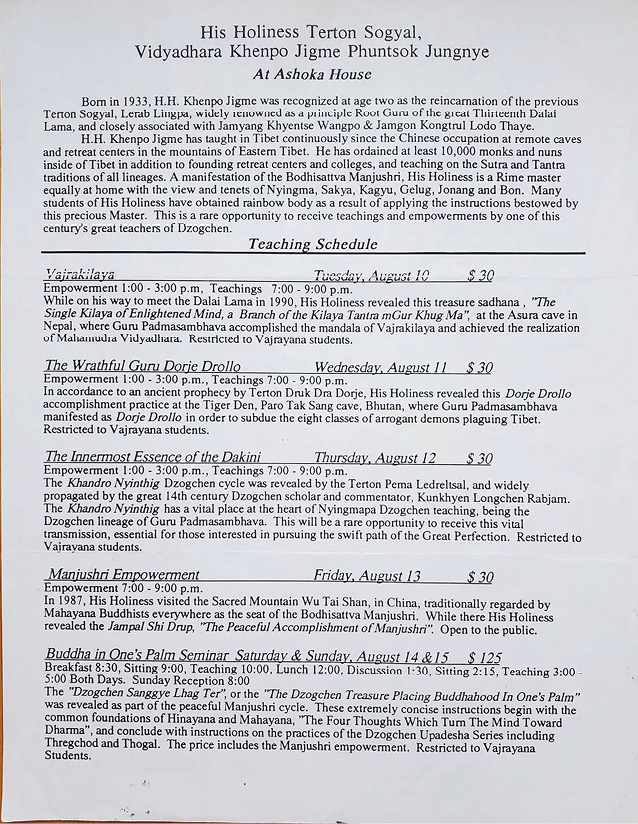 His Holiness Terton Sogyal,
Vidyadhara Khenpo Jigme Phuntsok Jungnye
At Ashoka House
Born in 1933, H.H. Khenpo Jigme was recognized at age two as the reincarnation of the previous
Terton Sogyal, Lerab Lingpa, widely renowned as a principle Root Guru of the great Thirteenth Dalai
Lama, and closely associated with Jamyang Khyentse Wangpo & Jamgon Kongtrul Lodo Thaye.
H.H. Khenpo Jigme has taught in Tibet continuously since the Chinese occupation at remote caves
and retreat centers in the mountains of Eastern Tibet. He has ordained at least 10,000 monks and nuns
inside of Tibet in addition to founding retreat centers and colleges, and teaching on the Sutra and Tantra
traditions of all lineages. A manifestation of the Bodhisattva Manjushri, His Holiness is a Rime master
equally at home with the view and tenets of Nyingma, Sakya, Kagyu, Gelug, Jonang and Bon. Many
students of His Holiness have obtained rainbow body as a result of applying the instructions bestowed by
this precious Master. This is a rare opportunity to receive teachings and empowerments by one of this
century's great teachers of Dzogchen.
Teaching Schedule
Vajrakilaya Tuesday, August 10 $ 30
Empowerment 1:00 - 3:00 p.m, Teachings 7:00 - 9:00 p.m.
While on his way to meet the Dalai Lama in 1990, His Holiness revealed this treasure sadhana , "The
Single Kilaya of Enlightened Mind, a Branch of the Kilaya Tantra mGur Khug Ma", at the Asura cave in
Nepal, where Guru Padmasambhava accomplished the mandala of Vajrakilaya and achieved the realization
of Mahamudra Vidyadhara. Restricted to Vajrayana students.
The Wrathful Guru Dorje Drollo Wednesday, August 11 $ 30
Empowerment 1:00 - 3:00 p.m., Teachings 7:00 - 9:00 p.m.
In accordance to an ancient prophecy by Terton Druk Dra Dorje, His Holiness revealed this Dorje Drollo
accomplishment practice at the Tiger Den, Paro Tak Sang cave, Bhutan, where Guru Padmasambhava
manifested as Dorje Drollo in order to subdue the eight classes of arrogant demons plaguing Tibet.
Restricted to Vajrayana students.
The Innermost Essence of the Dakini Thursday, August 12 $ 30
Empowerment 1:00 - 3:00 p.m., Teachings 7:00 - 9:00 p.m.
The Khandro Nyinthig Dzogchen cycle was revealed by the Terton Pema Ledreltsal, and widely
propagated by the great 14th century Dzogchen scholar and commentator, Kunkhyen Longchen Rabjam.
The Khandro Nyinthig has a vital place at the heart of Nyingmapa Dzogchen teaching, being the
Dzogchen lineage of Guru Padmasambhava. This will be a rare opportunity to receive this vital
transmission, essential for those interested in pursuing the swift path of the Great Perfection. Restricted to
Vajrayana students.
Manjushri Empowerment Friday, August 13 $ 30
Empowerment 7:00 - 9:00 p.m.
In 1987, His Holiness visited the Sacred Mountain Wu Tai Shan, in China, traditionally regarded by
Mahayana Buddhists everywhere as the seat of the Bodhisattva Manjushri. While there His Holiness
revealed the Jampal Shi Drup, "The Peaceful Accomplishment of Manjushri". Open to the public.
Buddha in One's Palm Seminar Saturday & Sunday, August 14 & 15 $ 125
Breakfast 8:30, Sitting 9:00, Teaching 10:00, Lunch 12:00, Discussion 1:30, Sitting 2:15, Teaching 3:00 -
5:00 Both Days. Sunday Reception 8:00
The "Dzogchen Sanggye Lhag Ter", or the "The Dzogchen Treasure Placing Buddhahood In One's Palm"
was revealed as part of the peaceful Manjushri cycle. These extremely concise instructions begin with the
common foundations of Hinayana and Mahayana, "The Four Thoughts Which Turn The Mind Toward
Dharma", and conclude with instructions on the practices of the Dzogchen Upadesha Series including
Thregchod and Thogal. The price includes the Manjushri empowerment. Restricted to Vajrayana
Students.